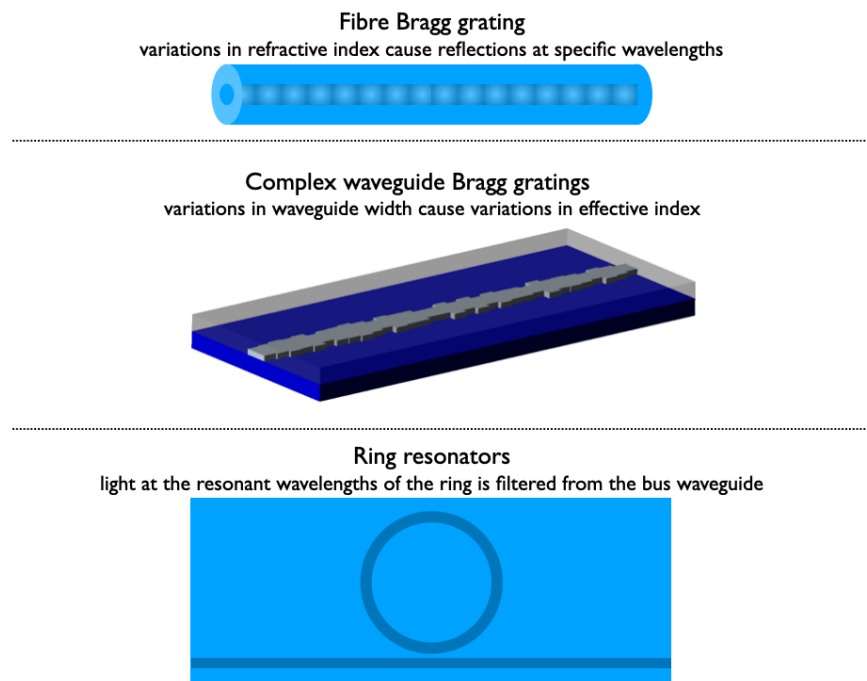 Fibre Bragg grating
variations in refractive index cause reflections at specific wavelengths
Complex waveguide Bragg gratings
variations in waveguide width cause variations in effective index
Ring resonators
light at the resonant wavelengths of the ring is filtered from the bus waveguide